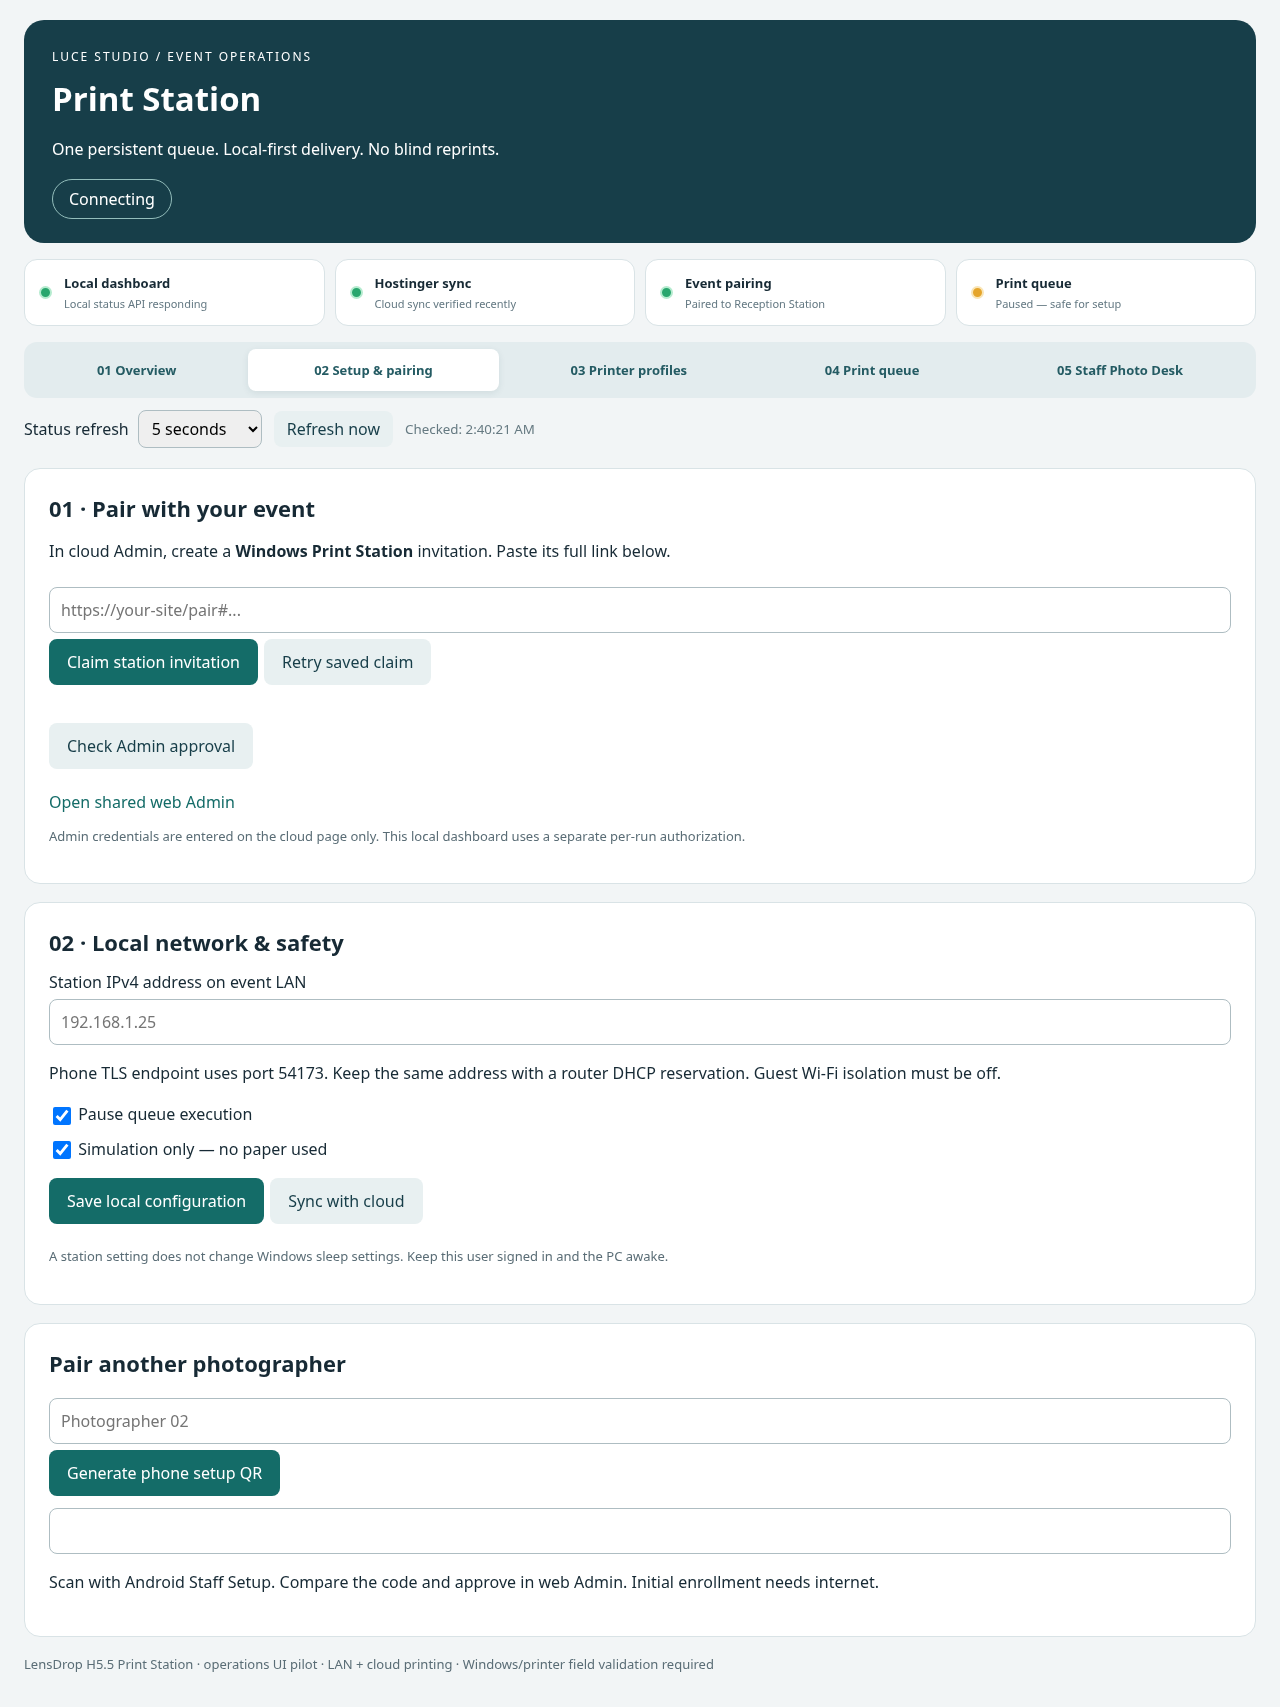 LUCE STUDIO / EVENT OPERATIONS
Print Station
One persistent queue. Local-first delivery. No blind reprints.
Connecting
Local dashboard
Local status API responding
Hostinger sync
Cloud sync verified recently
Event pairing
Paired to Reception Station
Print queue
Paused — safe for setup
01 Overview
02 Setup & pairing
03 Printer profiles
04 Print queue
05 Staff Photo Desk
Status refresh
5 seconds
Refresh now
Checked: 2:40:21 AM
01 · Pair with your event
In cloud Admin, create a Windows Print Station invitation. Paste its full link below.
https://your-site/pair#...
Claim station invitation
Retry saved claim
Check Admin approval
Open shared web Admin
Admin credentials are entered on the cloud page only. This local dashboard uses a separate per-run authorization.
02 · Local network & safety
Station IPv4 address on event LAN
192.168.1.25
Phone TLS endpoint uses port 54173. Keep the same address with a router DHCP reservation. Guest Wi-Fi isolation must be off.
Pause queue execution
Simulation only — no paper used
Save local configuration
Sync with cloud
A station setting does not change Windows sleep settings. Keep this user signed in and the PC awake.
Pair another photographer
Photographer 02
Generate phone setup QR
Scan with Android Staff Setup. Compare the code and approve in web Admin. Initial enrollment needs internet.
LensDrop H5.5 Print Station · operations UI pilot · LAN + cloud printing · Windows/printer field validation required